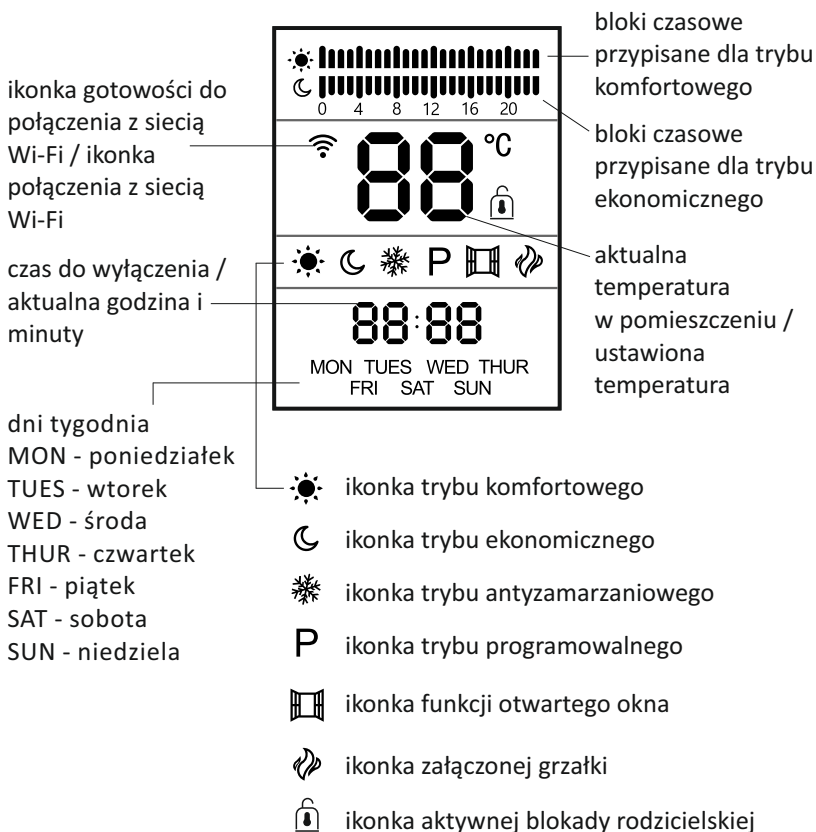 ikonka gotowości do
połączenia z siecią
Wi-Fi / ikonka
połączenia z siecią
Wi-Fi
czas do wyłączenia /
aktualna godzina i
minuty
dni tygodnia
MON - poniedziałek
TUES - wtorek
WED - środa
THUR - czwartek
FRI - piątek
SAT - sobota
SUN - niedziela
0 4 8 12 16 20
88 °C
P
88:88
MON TUES WED THUR
FRI SAT SUN
bloki czasowe
przypisane dla trybu
komfortowego
bloki czasowe
przypisane dla trybu
ekonomicznego
aktualna
temperatura
w pomieszczeniu /
ustawiona
temperatura
ikonka trybu komfortowego
ikonka trybu ekonomicznego
ikonka trybu antyzamarzaniowego
P ikonka trybu programowalnego
ikonka funkcji otwartego okna
ikonka załączonej grzałki
ikonka aktywnej blokady rodzicielskiej